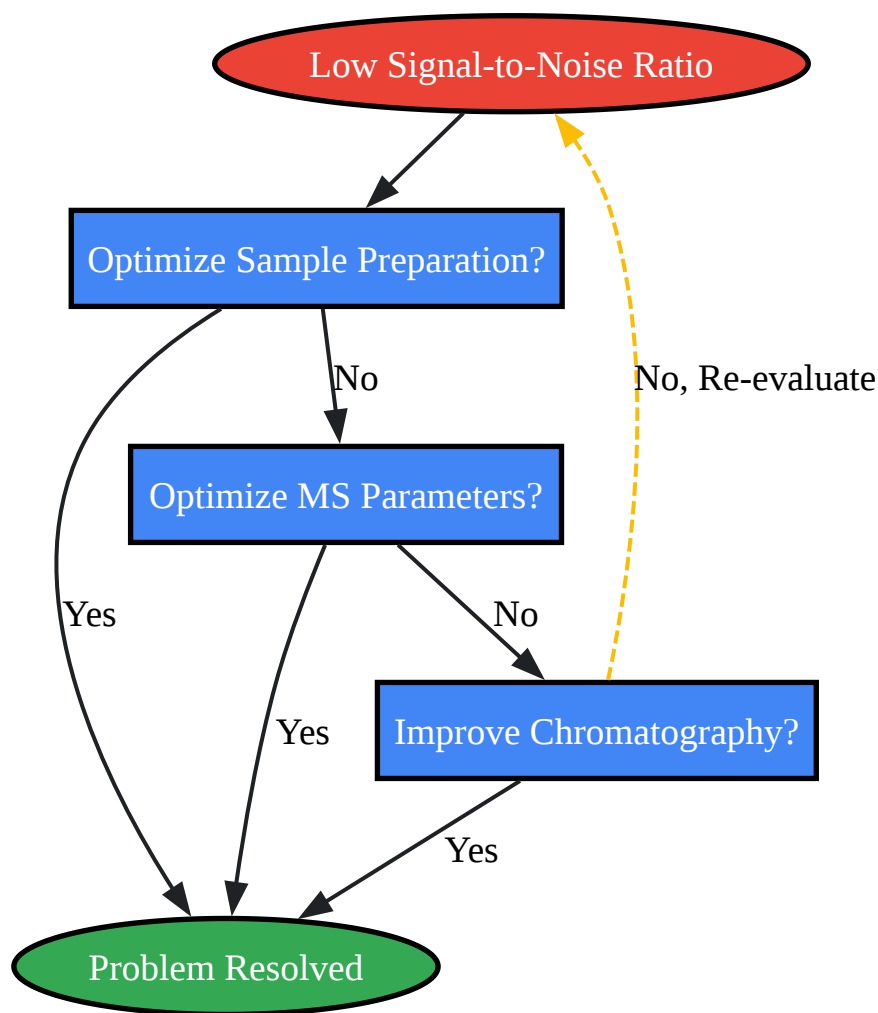 Low Signal-to-Noise Ratio
Optimize Sample Preparation?
No
No, Re-evaluate
Optimize MS Parameters?
Yes
No
Yes
Improve Chromatography?
Yes
Problem Resolved